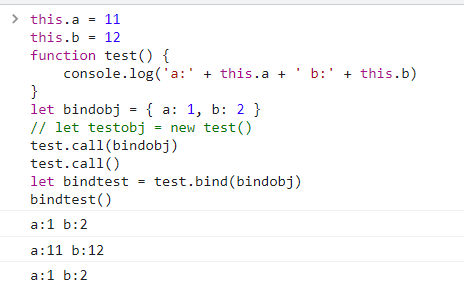 > this.a = 11
this.b = 12
function test() {
    console.log('a:' + this.a + ' b:' + this.b)
}
let bindobj = { a: 1, b: 2 }
// let testobj = new test()
test.call(bindobj)
test.call()
let bindtest = test.bind(bindobj)
bindtest()
a:1 b:2
a:11 b:12
a:1 b:2